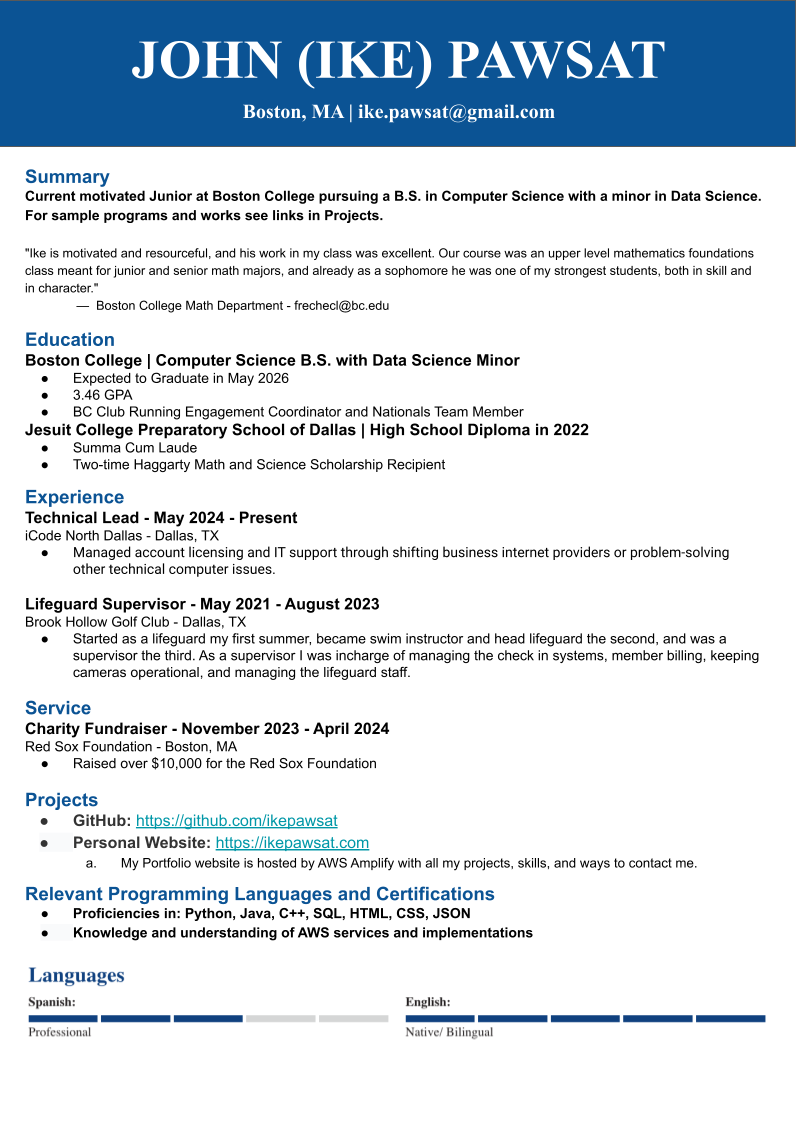 JOHN (IKE) PAWSAT
Boston, MA | ike.pawsat@gmail.com
Summary
Current motivated Junior at Boston College pursuing a B.S. in Computer Science with a minor in Data Science.
For sample programs and works see links in Projects.
"Ike is motivated and resourceful, and his work in my class was excellent. Our course was an upper level mathematics foundations
class meant for junior and senior math majors, and already as a sophomore he was one of my strongest students, both in skill and
in character."
— Boston College Math Department - frechecl@bc.edu
Education
Boston College | Computer Science B.S. with Data Science Minor
● Expected to Graduate in May 2026
● 3.46 GPA
● BC Club Running Engagement Coordinator and Nationals Team Member
Jesuit College Preparatory School of Dallas | High School Diploma in 2022
● Summa Cum Laude
● Two-time Haggarty Math and Science Scholarship Recipient
Experience
Technical Lead - May 2024 - Present
iCode North Dallas - Dallas, TX
● Managed account licensing and IT support through shifting business internet providers or problem-solving
other technical computer issues.
Lifeguard Supervisor - May 2021 - August 2023
Brook Hollow Golf Club - Dallas, TX
● Started as a lifeguard my first summer, became swim instructor and head lifeguard the second, and was a
supervisor the third. As a supervisor I was incharge of managing the check in systems, member billing, keeping
cameras operational, and managing the lifeguard staff.
Service
Charity Fundraiser - November 2023 - April 2024
Red Sox Foundation - Boston, MA
● Raised over $10,000 for the Red Sox Foundation
Projects
● GitHub: https://github.com/ikepawsat
● Personal Website: https://ikepawsat.com
a. My Portfolio website is hosted by AWS Amplify with all my projects, skills, and ways to contact me.
Relevant Programming Languages and Certifications
● Proficiencies in: Python, Java, C++, SQL, HTML, CSS, JSON
● Knowledge and understanding of AWS services and implementations
Languages
Spanish:
Professional
English:
Native/ Bilingual